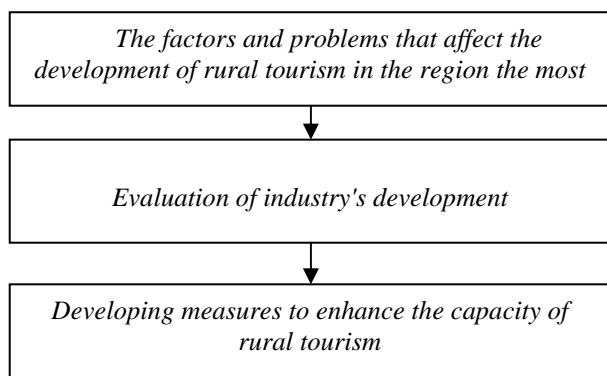 The factors and problems that affect the
development of rural tourism in the region the most
Evaluation of industry's development
Developing measures to enhance the capacity of
rural tourism